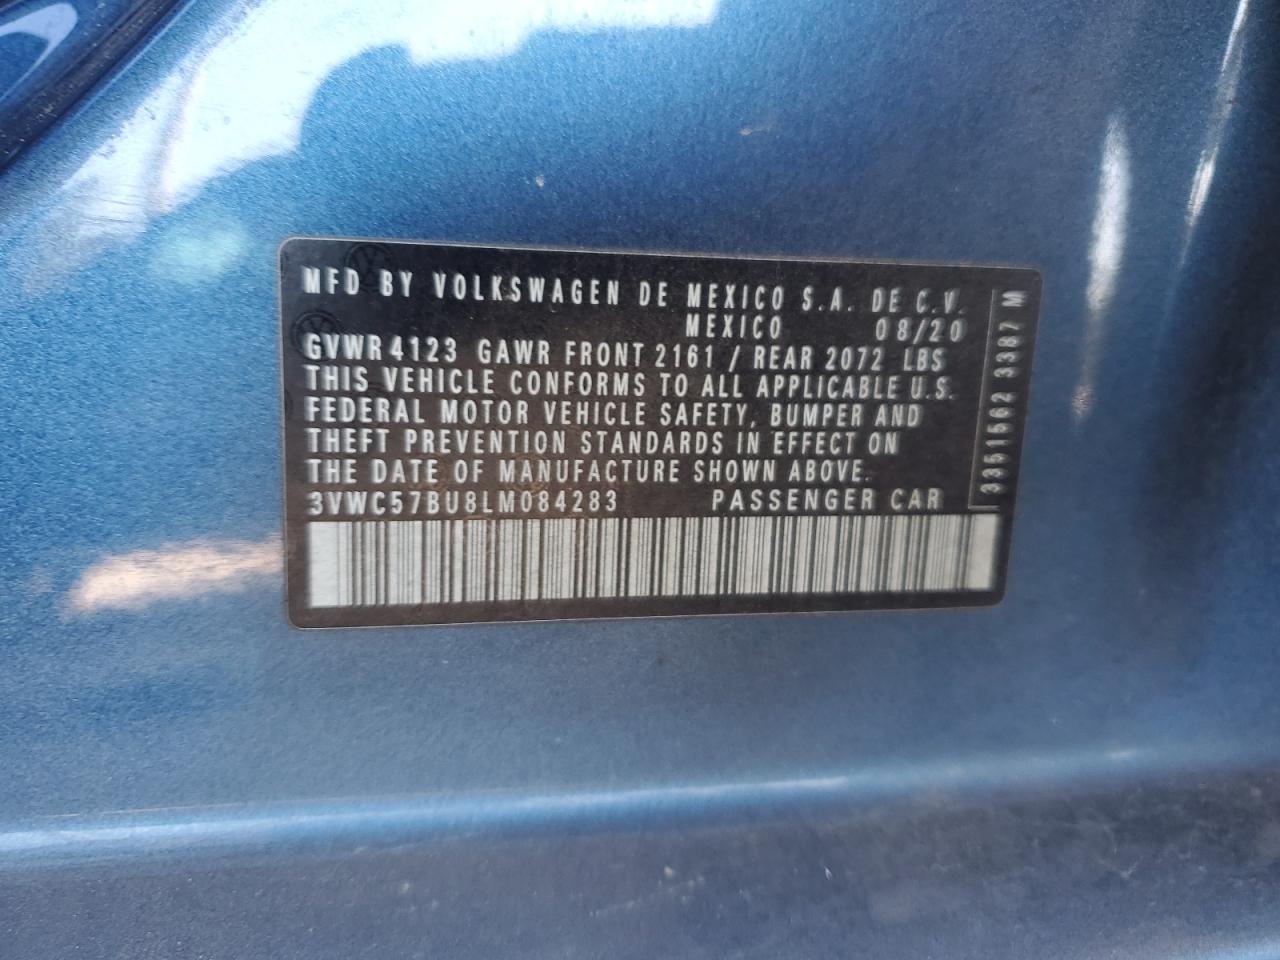 MFD BY VOLKSWAGEN DE MEXICO S.A. DE C.V.
MEXICO 08/20
GVWR 4123 GAWR FRONT 2161 / REAR 2072 LBS
THIS VEHICLE CONFORMS TO ALL APPLICABLE U.S.
FEDERAL MOTOR VEHICLE SAFETY, BUMPER AND
THEFT PREVENTION STANDARDS IN EFFECT ON
THE DATE OF MANUFACTURE SHOWN ABOVE.
3VWC57BU8LM084283 PASSENGER CAR
3351562 3387 M